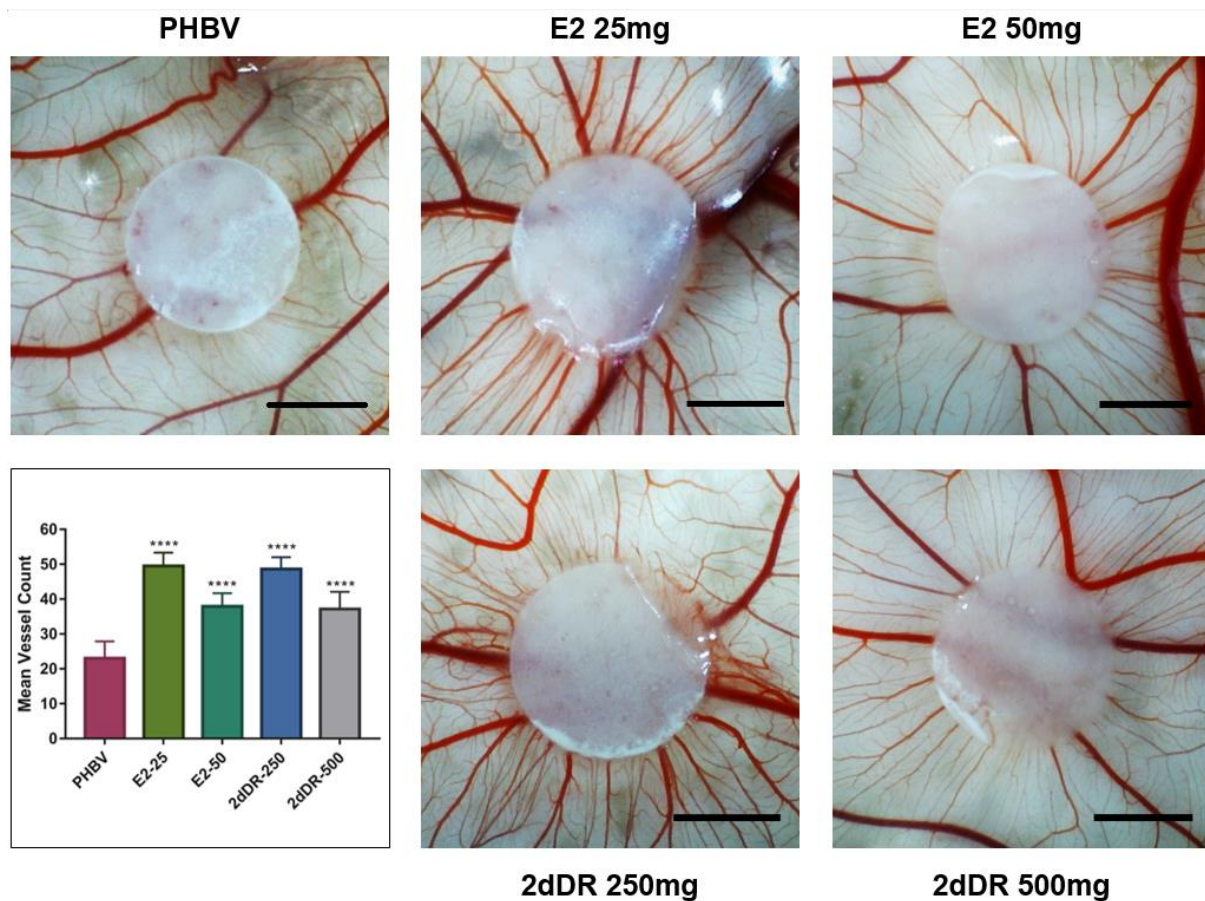 PHBV
E2 25mg
E2 50mg
Mean Vessel Count
60
50
40
30
20
10
0
****
****
****
****
PHBV
E2-25
E2-50
2dDR-250
2dDR-500
2dDR 250mg
2dDR 500mg